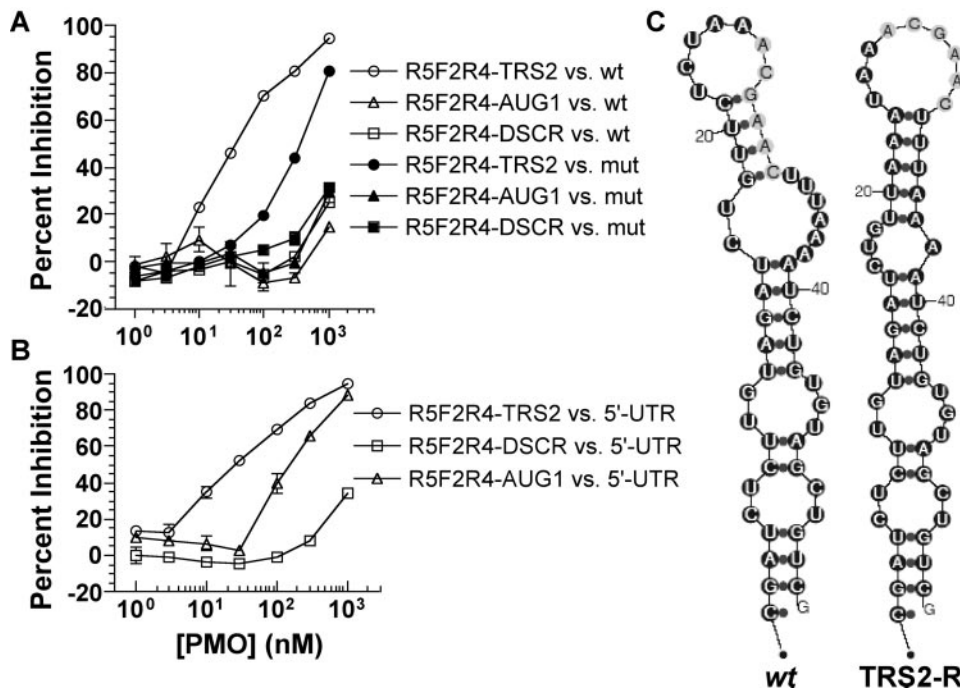 A
Percent Inhibition
100
80
60
40
20
0
-20
10⁰ 10¹ 10² 10³
R5F2R4-TRS2 vs. wt
R5F2R4-AUG1 vs. wt
R5F2R4-DSCR vs. wt
R5F2R4-TRS2 vs. mut
R5F2R4-AUG1 vs. mut
R5F2R4-DSCR vs. mut
B
Percent Inhibition
100
80
60
40
20
0
-20
10⁰ 10¹ 10² 10³
[PMO] (nM)
R5F2R4-TRS2 vs. 5'-UTR
R5F2R4-DSCR vs. 5'-UTR
R5F2R4-AUG1 vs. 5'-UTR
C
CGAUCUCUUGUAGAUCUGUUCUCUAAACGAACUUUAAAAUCUGUGUAGCUGUCG
20
40
wt
CGAUCUCUUGUAGAUCUGUUAAAUAAACGAACUUUAAAAUCUGUGUAGCUGUCG
20
40
TRS2-R